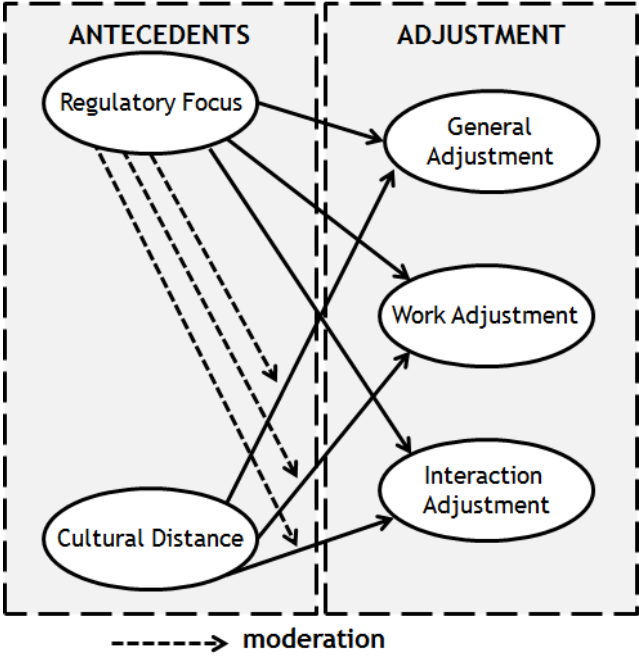 ANTECEDENTS
Regulatory Focus
Cultural Distance
ADJUSTMENT
General
Adjustment
Work Adjustment
Interaction
Adjustment
moderation